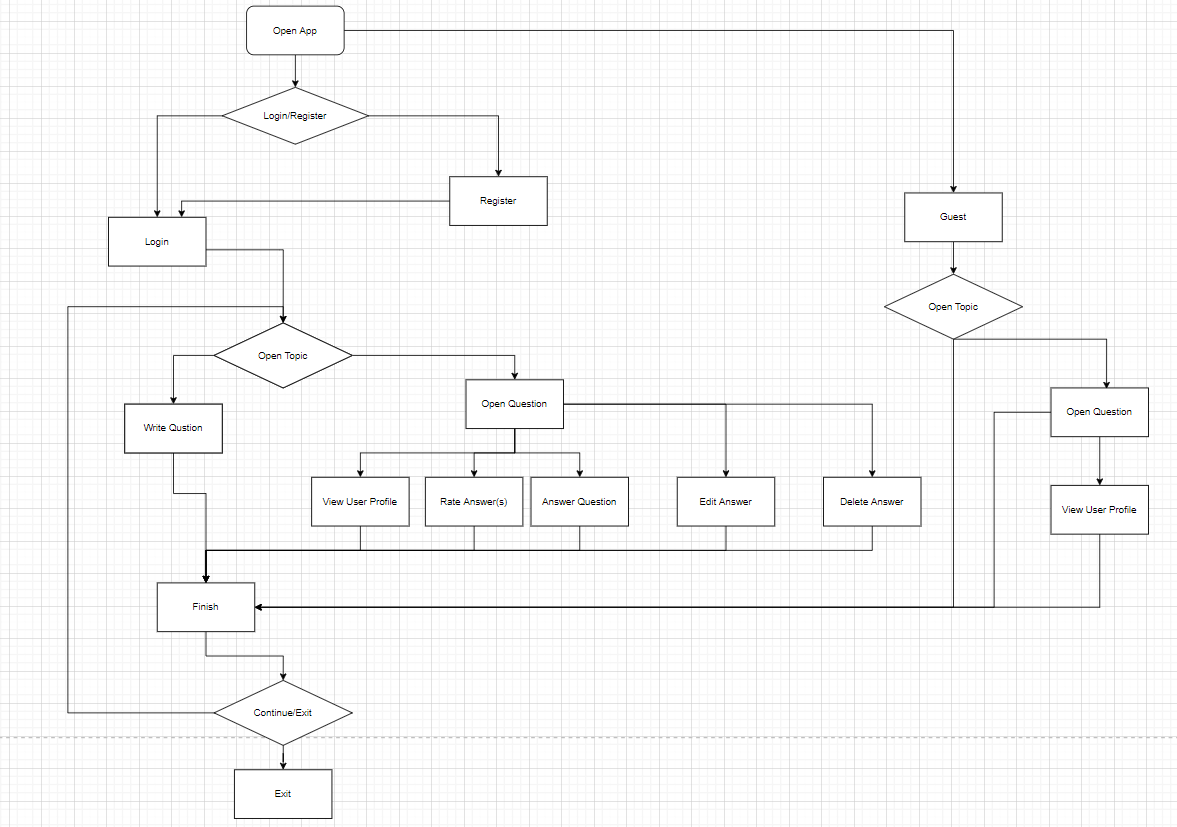 Open App
Login/Register
Register
Guest
Login
Open Topic
Open Topic
Open Question
Open Question
Write Qustion
View User Profile
Rate Answer(s)
Answer Question
Edit Answer
Delete Answer
View User Profile
Finish
Continue/Exit
Exit